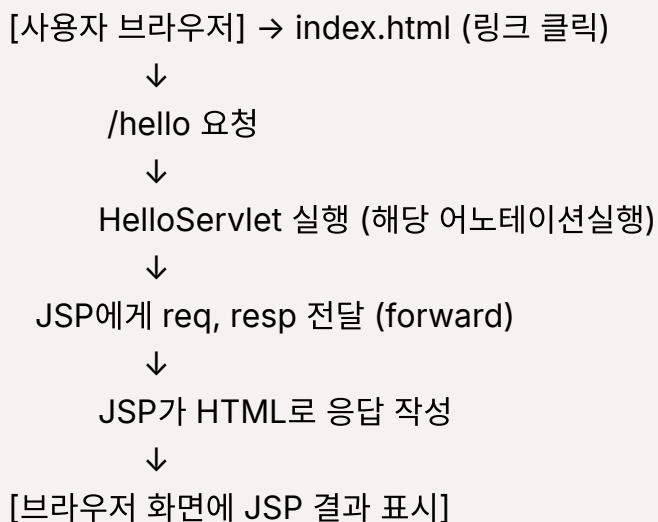 [사용자 브라우저] → index.html (링크 클릭)
↓
/hello 요청
↓
HelloServlet 실행 (해당 어노테이션실행)
↓
JSP에게 req, resp 전달 (forward)
↓
JSP가 HTML로 응답 작성
↓
[브라우저 화면에 JSP 결과 표시]